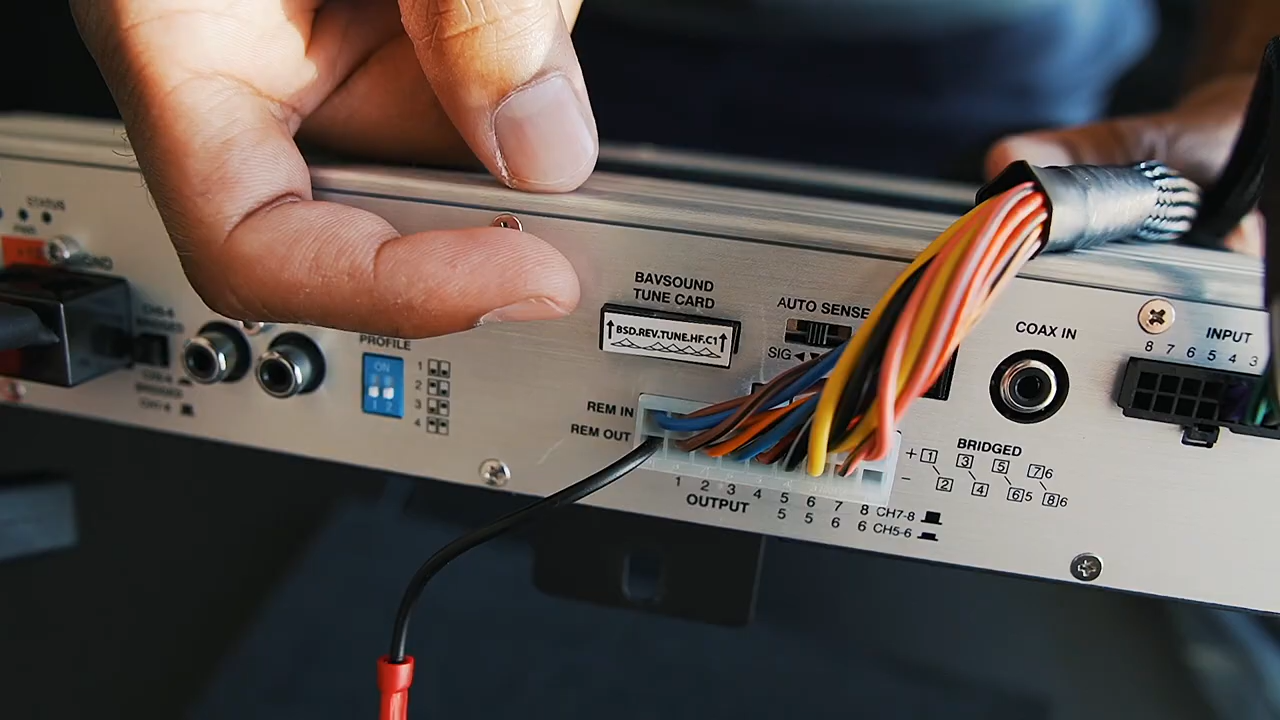 STATUS
BAVSOUND
TUNE CARD
BSD.REV.TUNE.HF.C1
AUTO SENSE
SIG
COAX IN
INPUT
8 7 6 5 4 3
PROFILE
ON
1 2
1
2
3
4
REM IN
REM OUT
1 2 3 4 5 6 7 8 CH7-8
5 5 6 6 CH5-6
OUTPUT
BRIDGED
+ 1 3 5 7 6
- 2 4 6 5 8 6